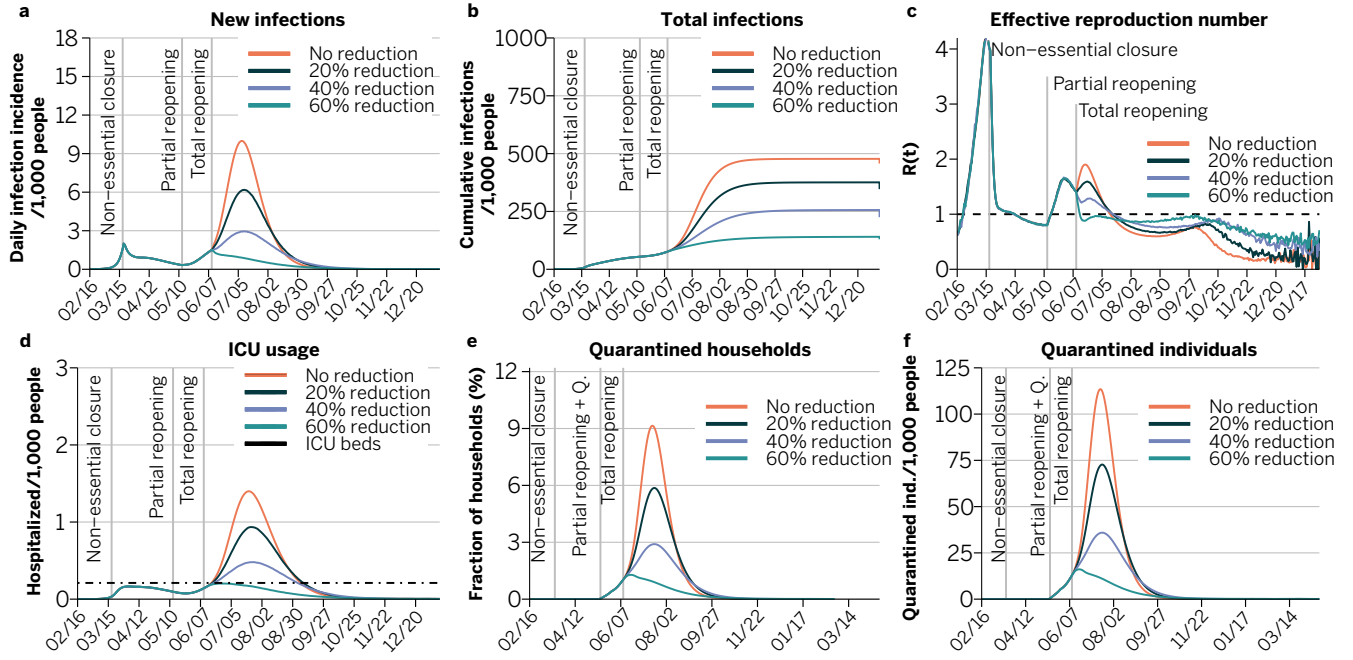 a
New infections
Daily infection incidence
/1,000 people
18
15
12
9
6
3
0
Non−essential closure
Partial reopening
Total reopening
No reduction
20% reduction
40% reduction
60% reduction
02/16
03/15
04/12
05/10
06/07
07/05
08/02
08/30
09/27
10/25
11/22
12/20
b
Total infections
Cumulative infections
/1,000 people
1000
750
500
250
0
Non−essential closure
Partial reopening
Total reopening
No reduction
20% reduction
40% reduction
60% reduction
02/16
03/15
04/12
05/10
06/07
07/05
08/02
08/30
09/27
10/25
11/22
12/20
c
Effective reproduction number
R(t)
4
3
2
1
0
Non−essential closure
Partial reopening
Total reopening
No reduction
20% reduction
40% reduction
60% reduction
02/16
03/15
04/12
05/10
06/07
07/05
08/02
08/30
09/27
10/25
11/22
12/20
01/17
d
ICU usage
Hospitalized/1,000 people
3
2
1
0
Non−essential closure
Partial reopening
Total reopening
No reduction
20% reduction
40% reduction
60% reduction
ICU beds
02/16
03/15
04/12
05/10
06/07
07/05
08/02
08/30
09/27
10/25
11/22
12/20
e
Quarantined households
Fraction of households (%)
12
9
6
3
0
Non−essential closure
Partial reopening + Q.
Total reopening
No reduction
20% reduction
40% reduction
60% reduction
02/16
04/12
06/07
08/02
09/27
11/22
01/17
03/14
f
Quarantined individuals
Quarantined ind./1,000 people
125
100
75
50
25
0
Non−essential closure
Partial reopening + Q.
Total reopening
No reduction
20% reduction
40% reduction
60% reduction
02/16
04/12
06/07
08/02
09/27
11/22
01/17
03/14